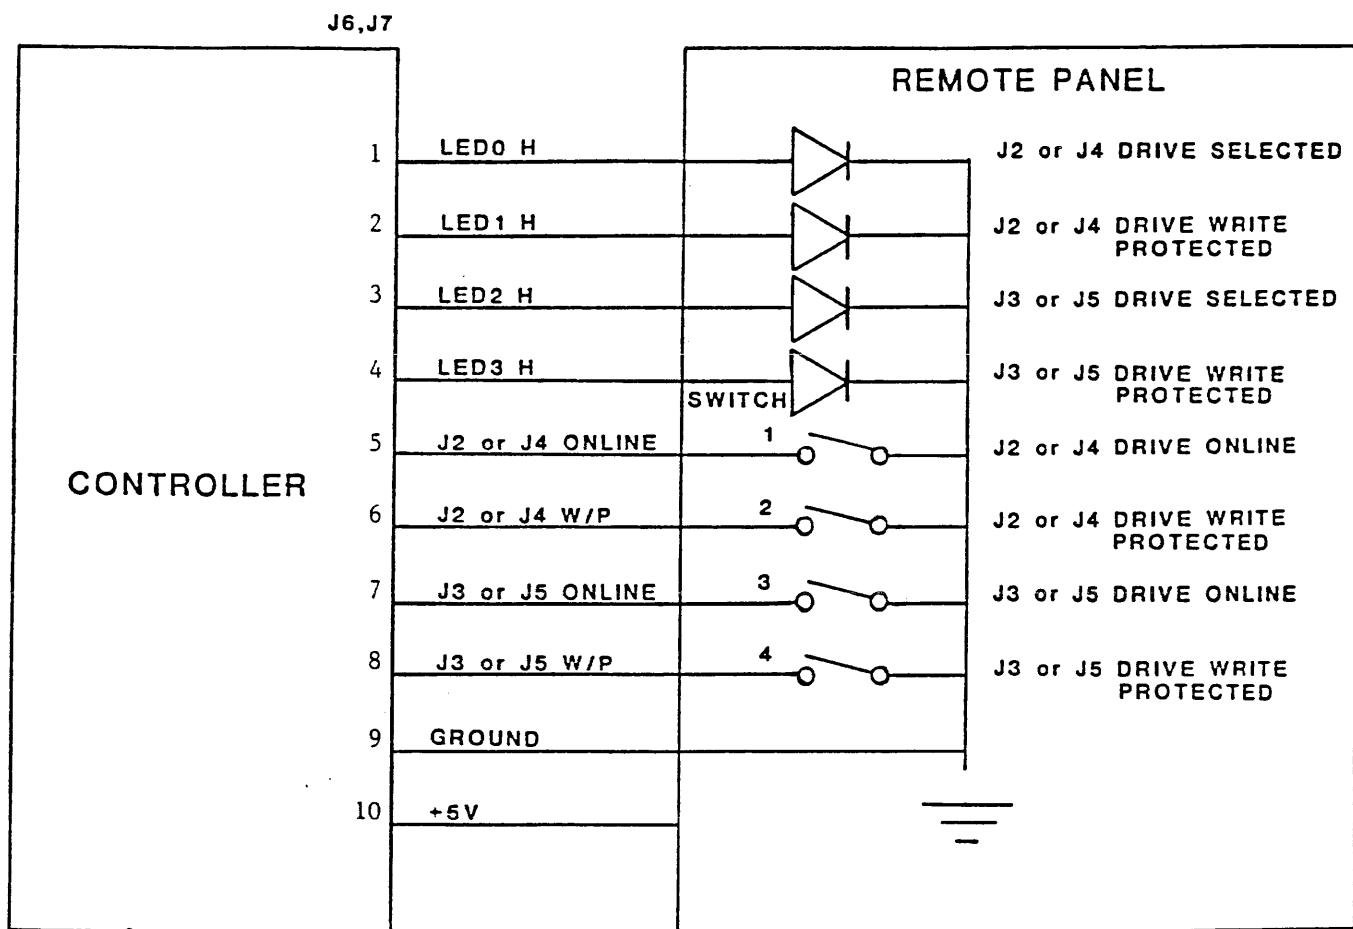 J6,J7
REMOTE PANEL
1 LED0 H J2 or J4 DRIVE SELECTED
2 LED1 H J2 or J4 DRIVE WRITE
PROTECTED
3 LED2 H J3 or J5 DRIVE SELECTED
4 LED3 H J3 or J5 DRIVE WRITE
PROTECTED
SWITCH
5 J2 or J4 ONLINE 1 J2 or J4 DRIVE ONLINE
CONTROLLER
6 J2 or J4 W/P 2 J2 or J4 DRIVE WRITE
PROTECTED
7 J3 or J5 ONLINE 3 J3 or J5 DRIVE ONLINE
8 J3 or J5 W/P 4 J3 or J5 DRIVE WRITE
PROTECTED
9 GROUND
10 +5V